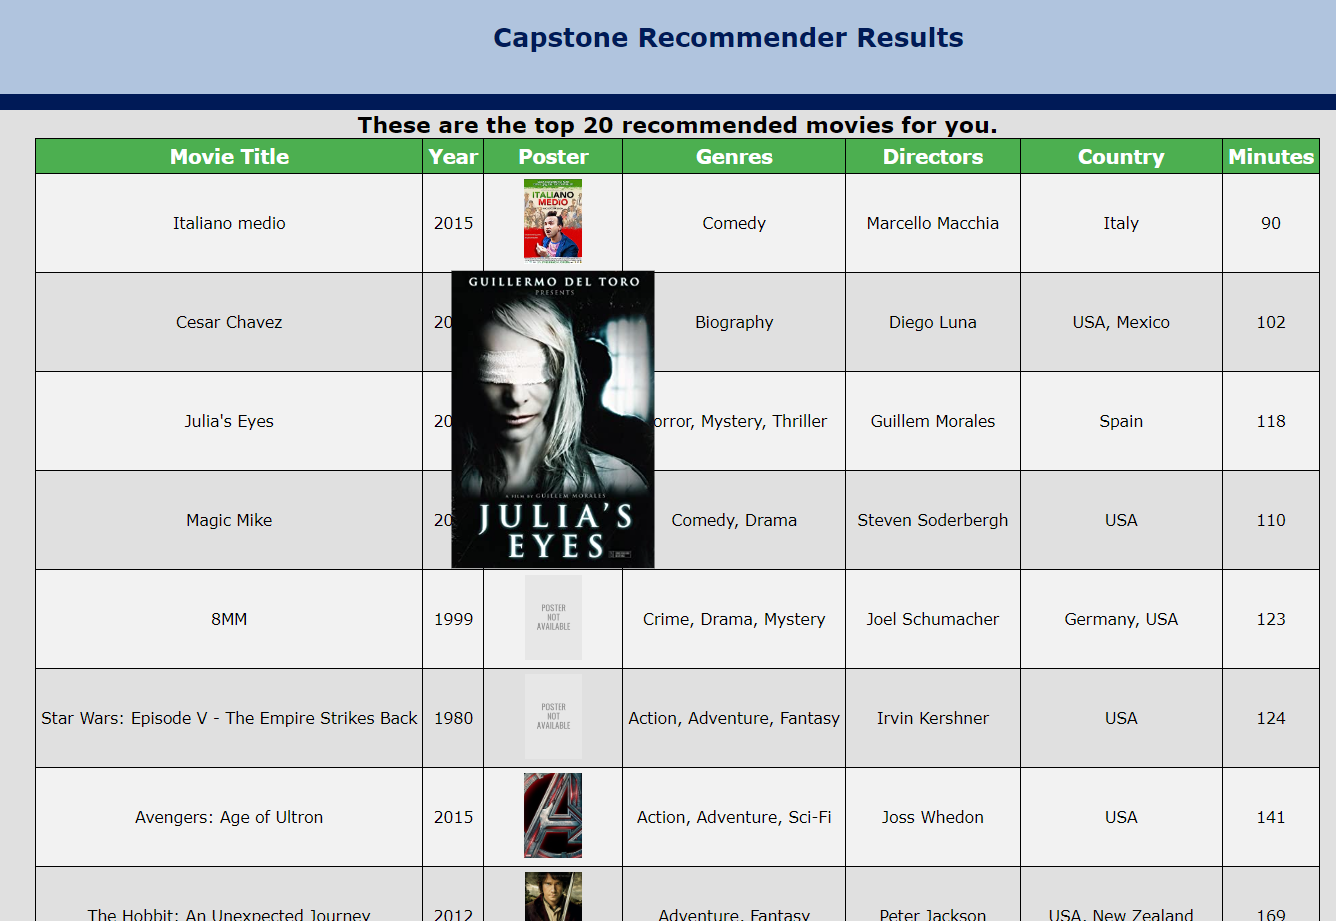 Capstone Recommender Results
These are the top 20 recommended movies for you.
Movie Title Year Poster Genres Directors Country Minutes
ITALIANO
MEDIO
Italiano medio 2015 Comedy Marcello Macchia Italy 90
GUILLERMO DEL TORO
PRESENTS
Cesar Chavez 20 Biography Diego Luna USA, Mexico 102
Julia's Eyes 20 orror, Mystery, Thriller Guillem Morales Spain 118
A FILM BY GUILLEM MORALES
JULIA'S
EYES
Magic Mike 20 Comedy, Drama Steven Soderbergh USA 110
POSTER
NOT
AVAILABLE
8MM 1999 Crime, Drama, Mystery Joel Schumacher Germany, USA 123
POSTER
NOT
AVAILABLE
Star Wars: Episode V - The Empire Strikes Back 1980 Action, Adventure, Fantasy Irvin Kershner USA 124
Avengers: Age of Ultron 2015 Action, Adventure, Sci-Fi Joss Whedon USA 141
The Hobbit: An Unexpected Journey 2012 Adventure, Fantasy Peter Jackson USA, New Zealand 169